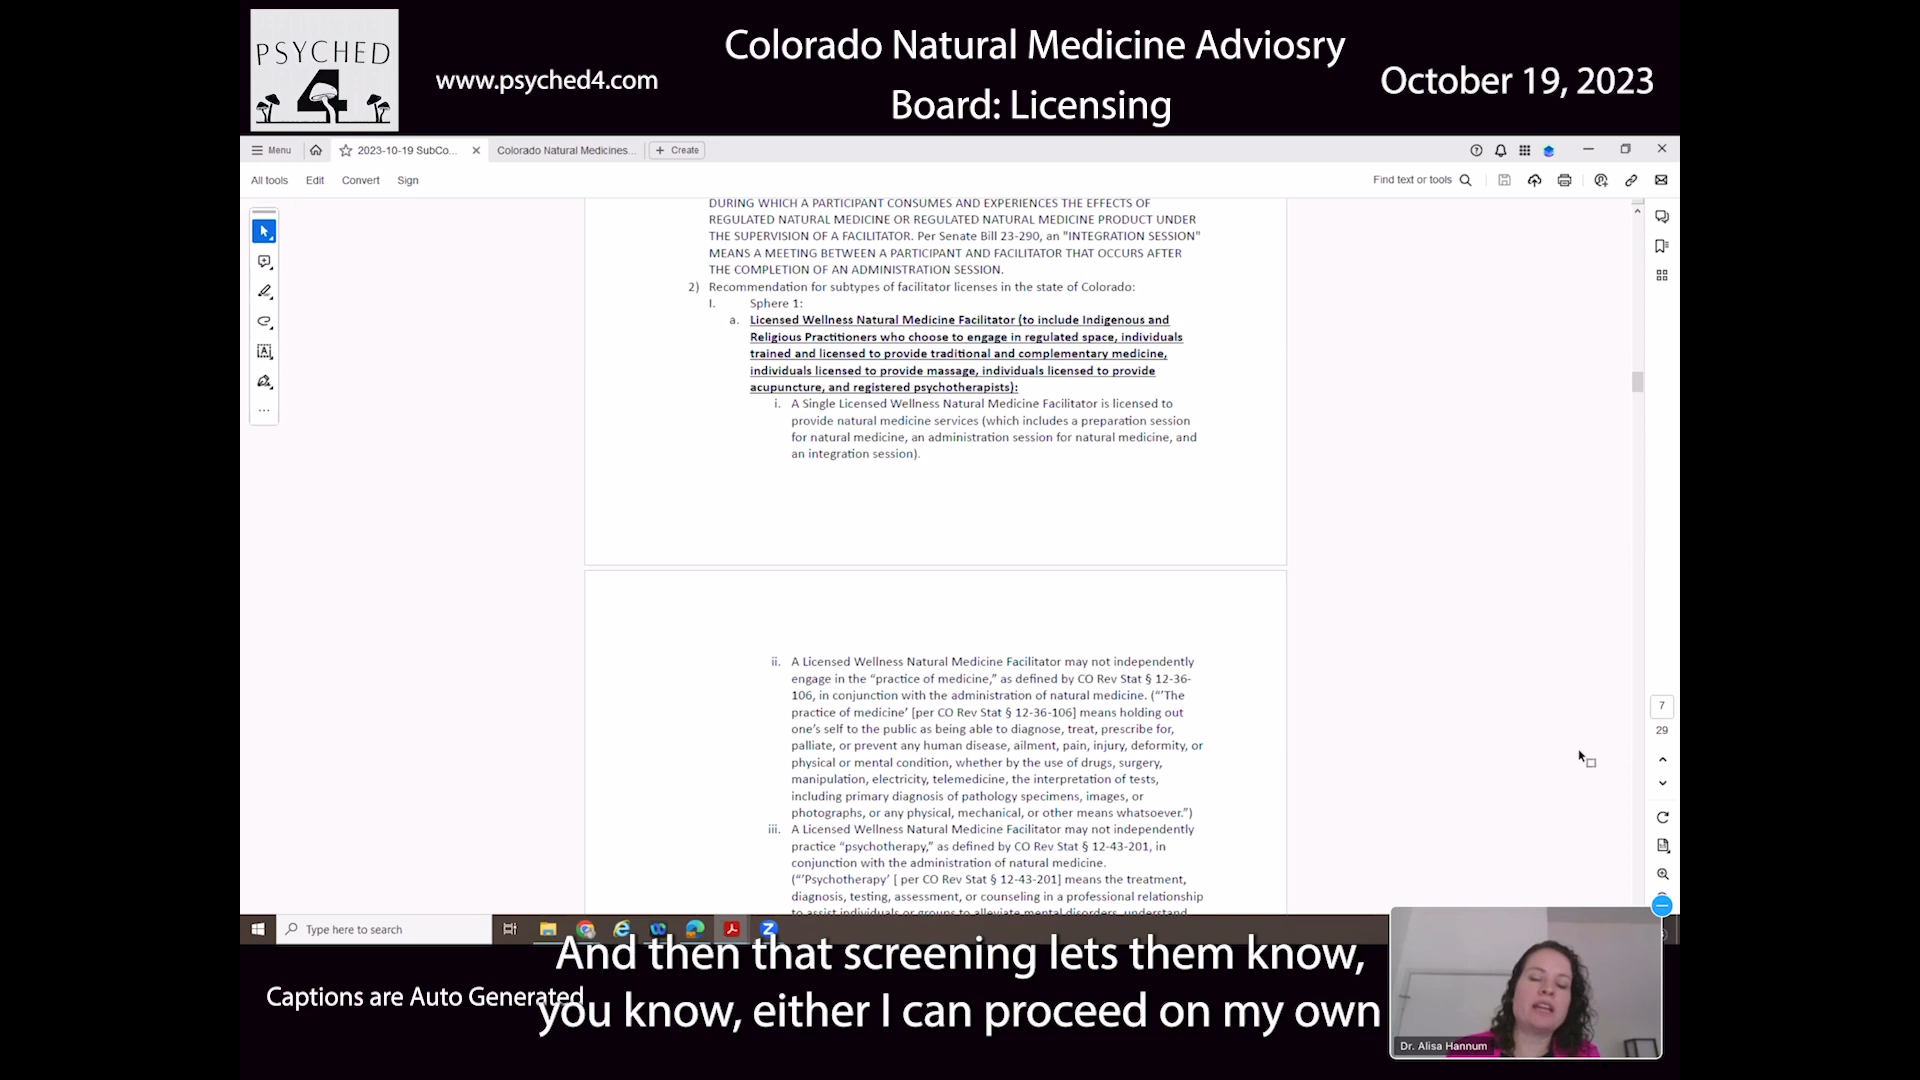 PSYCHED
4
www.psyched4.com
Colorado Natural Medicine Adviosry
Board: Licensing
October 19, 2023
Menu
2023-10-19 SubCo...
Colorado Natural Medicines...
+ Create
All tools
Edit
Convert
Sign
Find text or tools
DURING WHICH A PARTICIPANT CONSUMES AND EXPERIENCES THE EFFECTS OF
REGULATED NATURAL MEDICINE OR REGULATED NATURAL MEDICINE PRODUCT UNDER
THE SUPERVISION OF A FACILITATOR. Per Senate Bill 23-290, an "INTEGRATION SESSION"
MEANS A MEETING BETWEEN A PARTICIPANT AND FACILITATOR THAT OCCURS AFTER
THE COMPLETION OF AN ADMINISTRATION SESSION.
2) Recommendation for subtypes of facilitator licenses in the state of Colorado:
I. Sphere 1:
a. Licensed Wellness Natural Medicine Facilitator (to include Indigenous and
Religious Practitioners who choose to engage in regulated space, individuals
trained and licensed to provide traditional and complementary medicine,
individuals licensed to provide massage, individuals licensed to provide
acupuncture, and registered psychotherapists):
i. A Single Licensed Wellness Natural Medicine Facilitator is licensed to
provide natural medicine services (which includes a preparation session
for natural medicine, an administration session for natural medicine, and
an integration session).
ii. A Licensed Wellness Natural Medicine Facilitator may not independently
engage in the “practice of medicine,” as defined by CO Rev Stat § 12-36-
106, in conjunction with the administration of natural medicine. (“’The
practice of medicine’ [per CO Rev Stat § 12-36-106] means holding out
one’s self to the public as being able to diagnose, treat, prescribe for,
palliate, or prevent any human disease, ailment, pain, injury, deformity, or
physical or mental condition, whether by the use of drugs, surgery,
manipulation, electricity, telemedicine, the interpretation of tests,
including primary diagnosis of pathology specimens, images, or
photographs, or any physical, mechanical, or other means whatsoever.”)
iii. A Licensed Wellness Natural Medicine Facilitator may not independently
practice “psychotherapy,” as defined by CO Rev Stat § 12-43-201, in
conjunction with the administration of natural medicine.
(“’Psychotherapy’ [ per CO Rev Stat § 12-43-201] means the treatment,
diagnosis, testing, assessment, or counseling in a professional relationship
to assist individuals or groups to alleviate mental disorders, understand
7
29
Type here to search
And then that screening lets them know,
you know, either I can proceed on my own
Captions are Auto Generated
Dr. Alisa Hannum